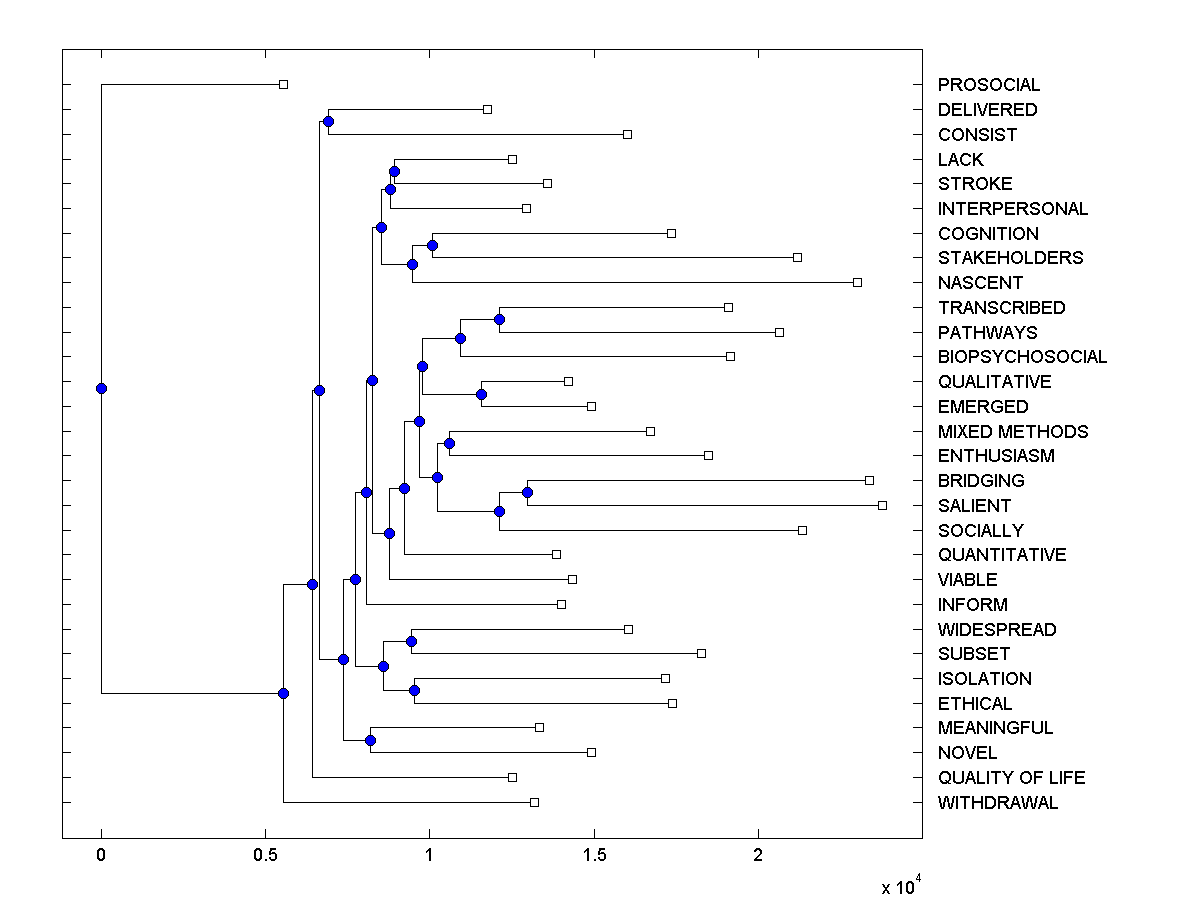 PROSOCIAL
DELIVERED
CONSIST
LACK
STROKE
INTERPERSONAL
COGNITION
STAKEHOLDERS
NASCENT
TRANSCRIBED
PATHWAYS
BIOPSYCHOSOCIAL
QUALITATIVE
EMERGED
MIXED METHODS
ENTHUSIASM
BRIDGING
SALIENT
SOCIALLY
QUANTITATIVE
VIABLE
INFORM
WIDESPREAD
SUBSET
ISOLATION
ETHICAL
MEANINGFUL
NOVEL
QUALITY OF LIFE
WITHDRAWAL
0 0.5 1 1.5 2
x 10^4